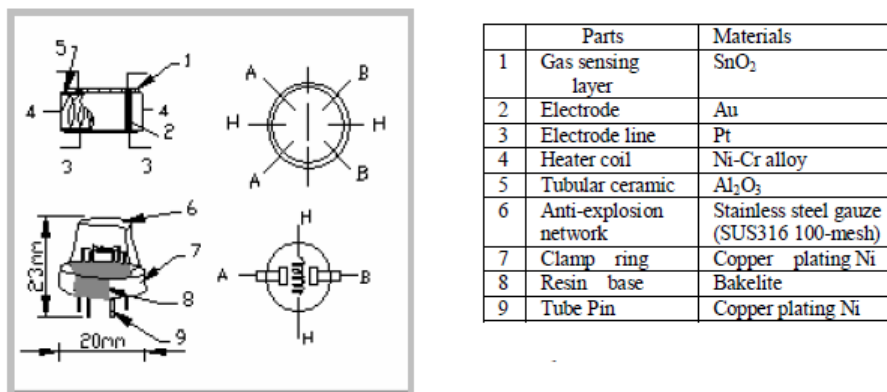 5
1
4
4
2
3
3
A
B
H
H
A
B
6
7
8
9
23mm
20mm
H
A
B
H
Parts Materials
1 Gas sensing SnO₂
layer
2 Electrode Au
3 Electrode line Pt
4 Heater coil Ni-Cr alloy
5 Tubular ceramic Al₂O₃
6 Anti-explosion Stainless steel gauze
network (SUS316 100-mesh)
7 Clamp ring Copper plating Ni
8 Resin base Bakelite
9 Tube Pin Copper plating Ni